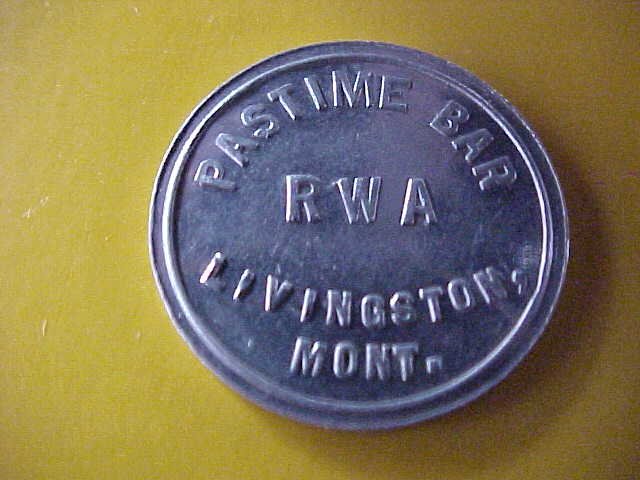 PASTIME BAR
RWA
LIVINGSTON,
MONT.